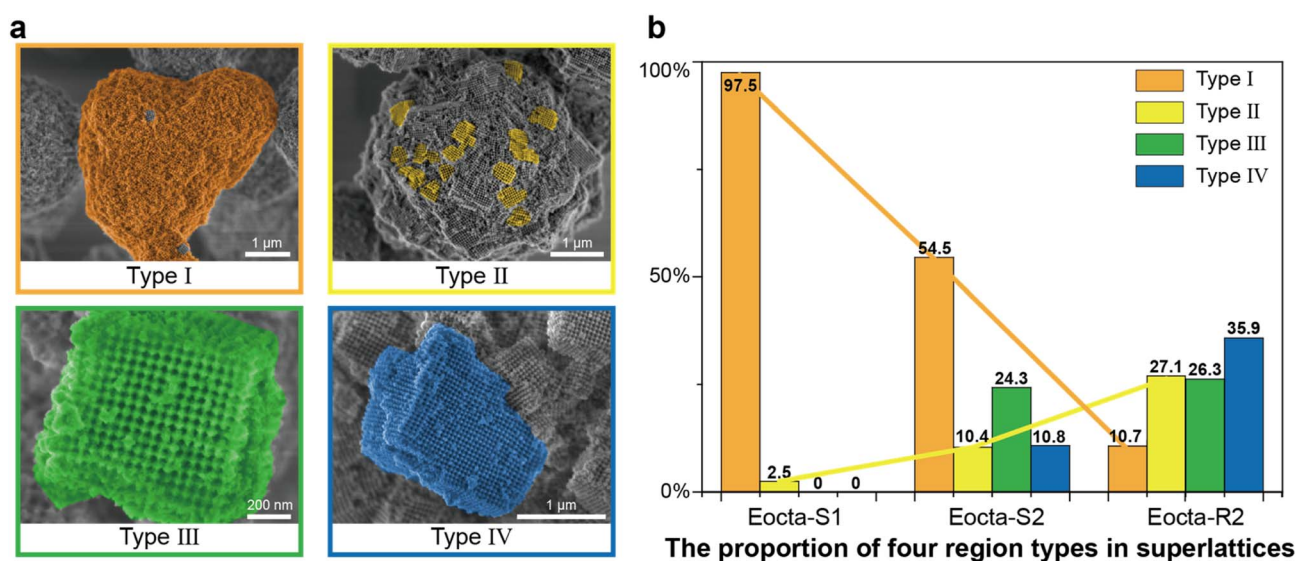 a
1 µm
Type I
1 µm
Type II
200 nm
Type III
1 µm
Type IV
b
100%
50%
0%
97.5
2.5
0
0
54.5
10.4
24.3
10.8
10.7
27.1
26.3
35.9
Type I
Type II
Type III
Type IV
Eocta-S1
Eocta-S2
Eocta-R2
The proportion of four region types in superlattices